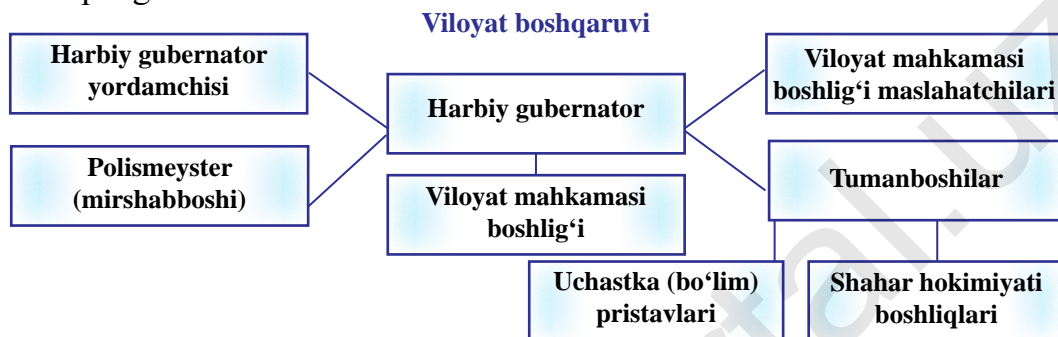 Viloyat boshqaruvi
Harbiy gubernator
yordamchisi
Harbiy gubernator
Viloyat mahkamasi
boshlig‘i maslahatchilari
Polismeyster
(mirshabboshi)
Viloyat mahkamasi
boshlig‘i
Tumanboshilar
Uchastka (bo‘lim)
pristavlari
Shahar hokimiyati
boshliqlari